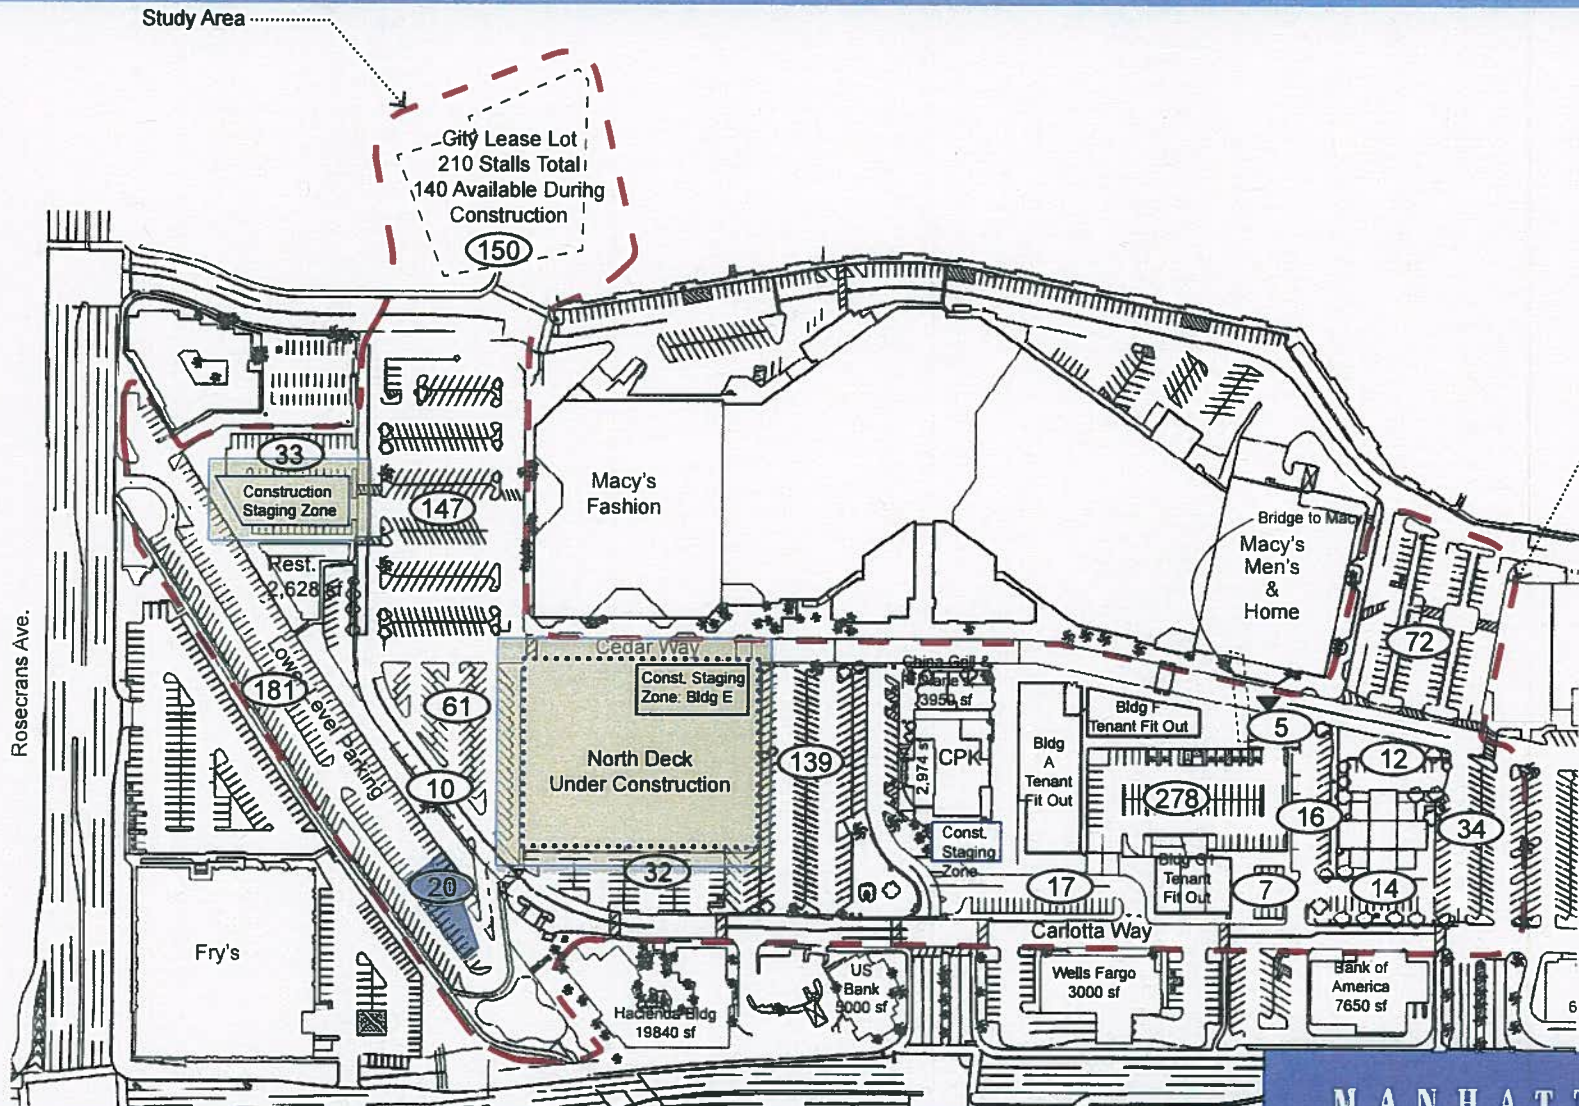 Study Area
City Lease Lot
210 Stalls Total
140 Available During
Construction
150
33
Construction
Staging Zone
147
Macy's
Fashion
Bridge to Mac
Macy's
Men's
&
Home
Rest.
2,628 sf
Rosecrans Ave.
Cedar Way
Const. Staging
Zone: Bldg E
72
181
Lower Level Parking
61
10
North Deck
Under Construction
139
China Grill &
3950 sf
CPK
2,974 s
Bldg
A
Tenant
Fit Out
Bldg F
Tenant Fit Out
5
12
278
16
34
Const.
Staging
Zone
32
20
17
Tenant
Fit Out
7
14
Carlotta Way
Fry's
Hacienda Bldg
19840 sf
US
Bank
5000 sf
Wells Fargo
3000 sf
Bank of
America
7650 sf
6
MANHATT